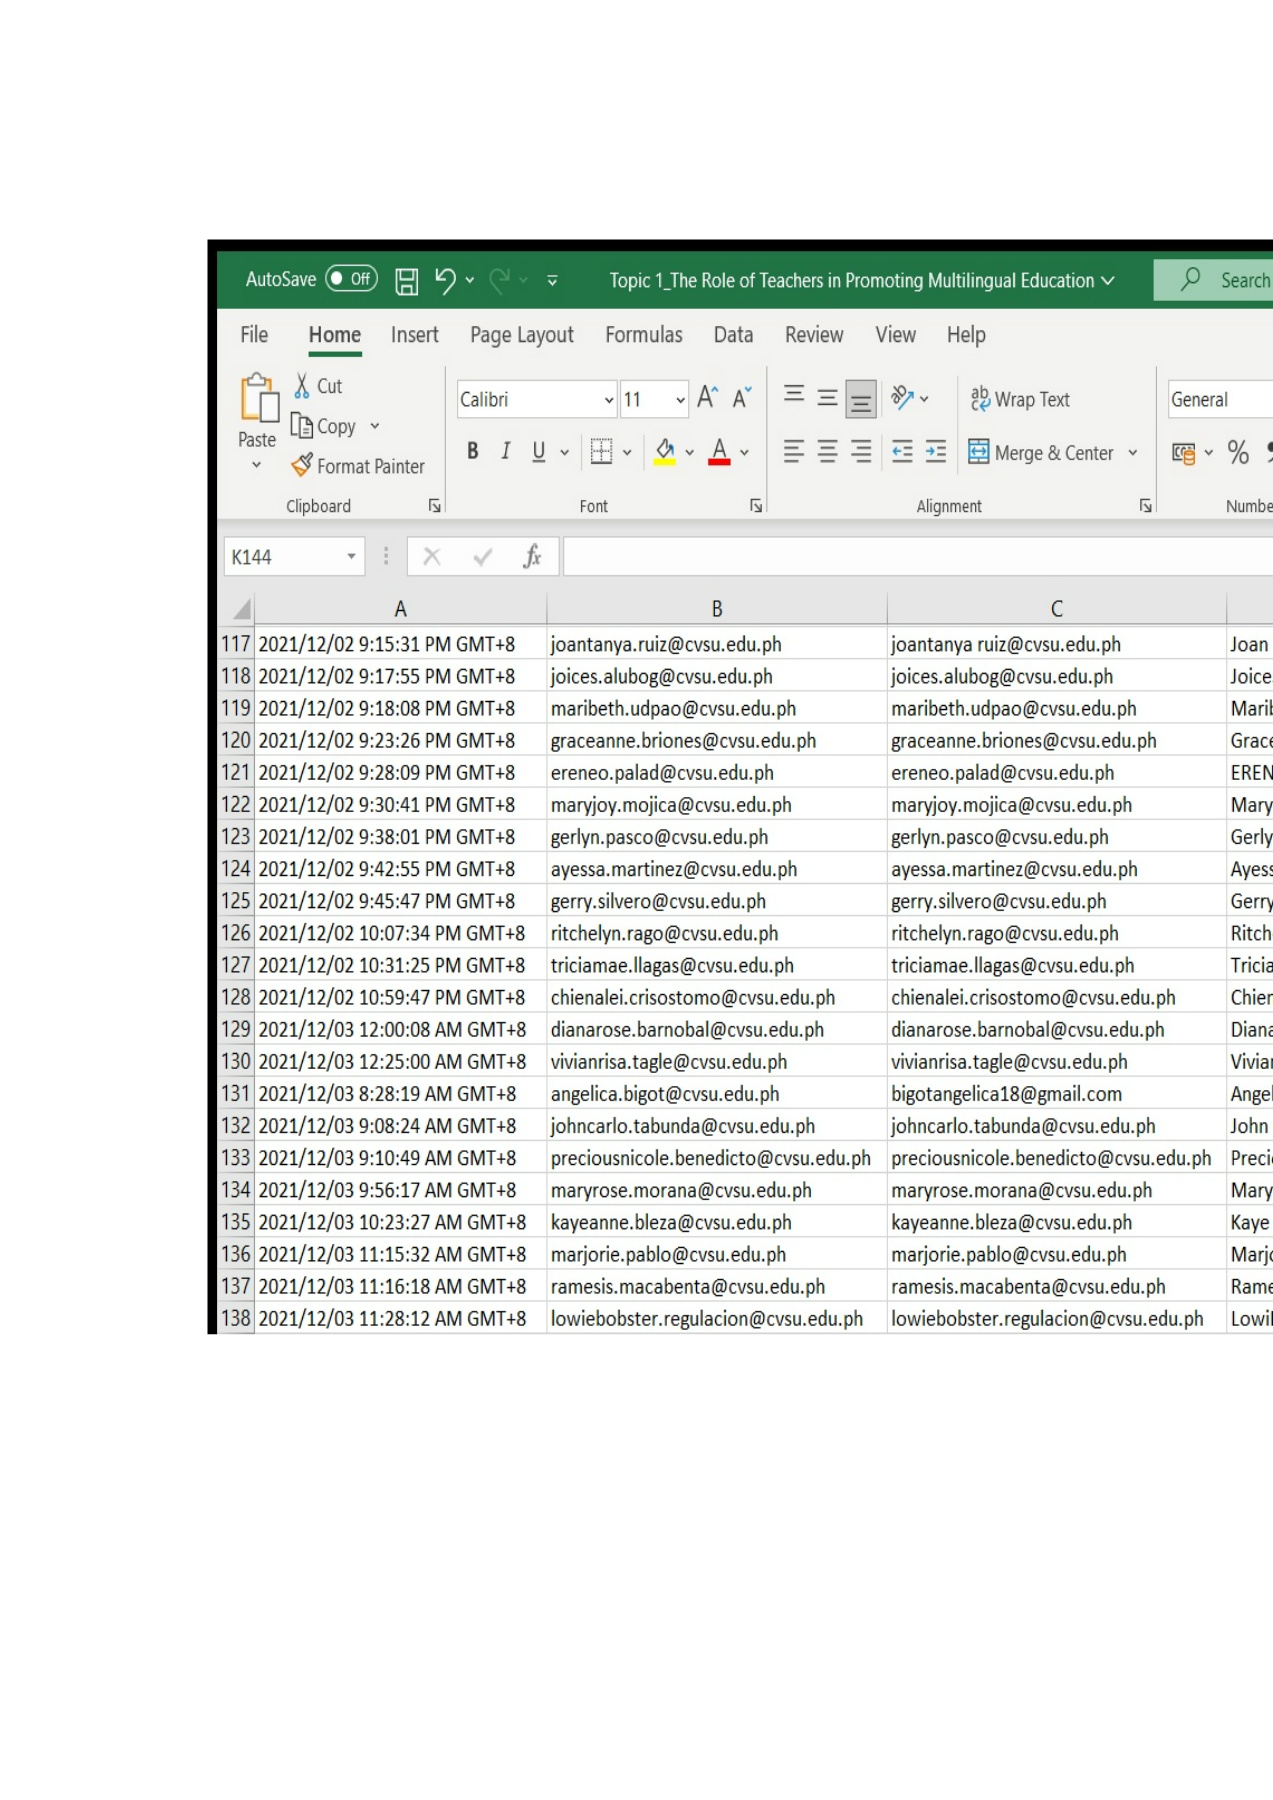 AutoSave Off Topic 1_The Role of Teachers in Promoting Multilingual Education Search
File Home Insert Page Layout Formulas Data Review View Help
Cut
Copy
Paste
Format Painter
Calibri 11
B I U
Wrap Text
Merge & Center
General
%
Clipboard Font Alignment Numbe
K144 fx
A B C
117 2021/12/02 9:15:31 PM GMT+8 joantanya.ruiz@cvsu.edu.ph joantanya ruiz@cvsu.edu.ph Joan
118 2021/12/02 9:17:55 PM GMT+8 joices.alubog@cvsu.edu.ph joices.alubog@cvsu.edu.ph Joice
119 2021/12/02 9:18:08 PM GMT+8 maribeth.udpao@cvsu.edu.ph maribeth.udpao@cvsu.edu.ph Marib
120 2021/12/02 9:23:26 PM GMT+8 graceanne.briones@cvsu.edu.ph graceanne.briones@cvsu.edu.ph Grace
121 2021/12/02 9:28:09 PM GMT+8 ereneo.palad@cvsu.edu.ph ereneo.palad@cvsu.edu.ph EREN
122 2021/12/02 9:30:41 PM GMT+8 maryjoy.mojica@cvsu.edu.ph maryjoy.mojica@cvsu.edu.ph Mary
123 2021/12/02 9:38:01 PM GMT+8 gerlyn.pasco@cvsu.edu.ph gerlyn.pasco@cvsu.edu.ph Gerly
124 2021/12/02 9:42:55 PM GMT+8 ayessa.martinez@cvsu.edu.ph ayessa.martinez@cvsu.edu.ph Ayess
125 2021/12/02 9:45:47 PM GMT+8 gerry.silvero@cvsu.edu.ph gerry.silvero@cvsu.edu.ph Gerry
126 2021/12/02 10:07:34 PM GMT+8 ritchelyn.rago@cvsu.edu.ph ritchelyn.rago@cvsu.edu.ph Ritch
127 2021/12/02 10:31:25 PM GMT+8 triciamae.llagas@cvsu.edu.ph triciamae.llagas@cvsu.edu.ph Tricia
128 2021/12/02 10:59:47 PM GMT+8 chienalei.crisostomo@cvsu.edu.ph chienalei.crisostomo@cvsu.edu.ph Chien
129 2021/12/03 12:00:08 AM GMT+8 dianarose.barnobal@cvsu.edu.ph dianarose.barnobal@cvsu.edu.ph Diana
130 2021/12/03 12:25:00 AM GMT+8 vivianrisa.tagle@cvsu.edu.ph vivianrisa.tagle@cvsu.edu.ph Vivian
131 2021/12/03 8:28:19 AM GMT+8 angelica.bigot@cvsu.edu.ph bigotangelica18@gmail.com Angel
132 2021/12/03 9:08:24 AM GMT+8 johncarlo.tabunda@cvsu.edu.ph johncarlo.tabunda@cvsu.edu.ph John
133 2021/12/03 9:10:49 AM GMT+8 preciousnicole.benedicto@cvsu.edu.ph preciousnicole.benedicto@cvsu.edu.ph Preci
134 2021/12/03 9:56:17 AM GMT+8 maryrose.morana@cvsu.edu.ph maryrose.morana@cvsu.edu.ph Mary
135 2021/12/03 10:23:27 AM GMT+8 kayeanne.bleza@cvsu.edu.ph kayeanne.bleza@cvsu.edu.ph Kaye
136 2021/12/03 11:15:32 AM GMT+8 marjorie.pablo@cvsu.edu.ph marjorie.pablo@cvsu.edu.ph Marjo
137 2021/12/03 11:16:18 AM GMT+8 ramesis.macabenta@cvsu.edu.ph ramesis.macabenta@cvsu.edu.ph Rame
138 2021/12/03 11:28:12 AM GMT+8 lowiebobster.regulacion@cvsu.edu.ph lowiebobster.regulacion@cvsu.edu.ph Lowi